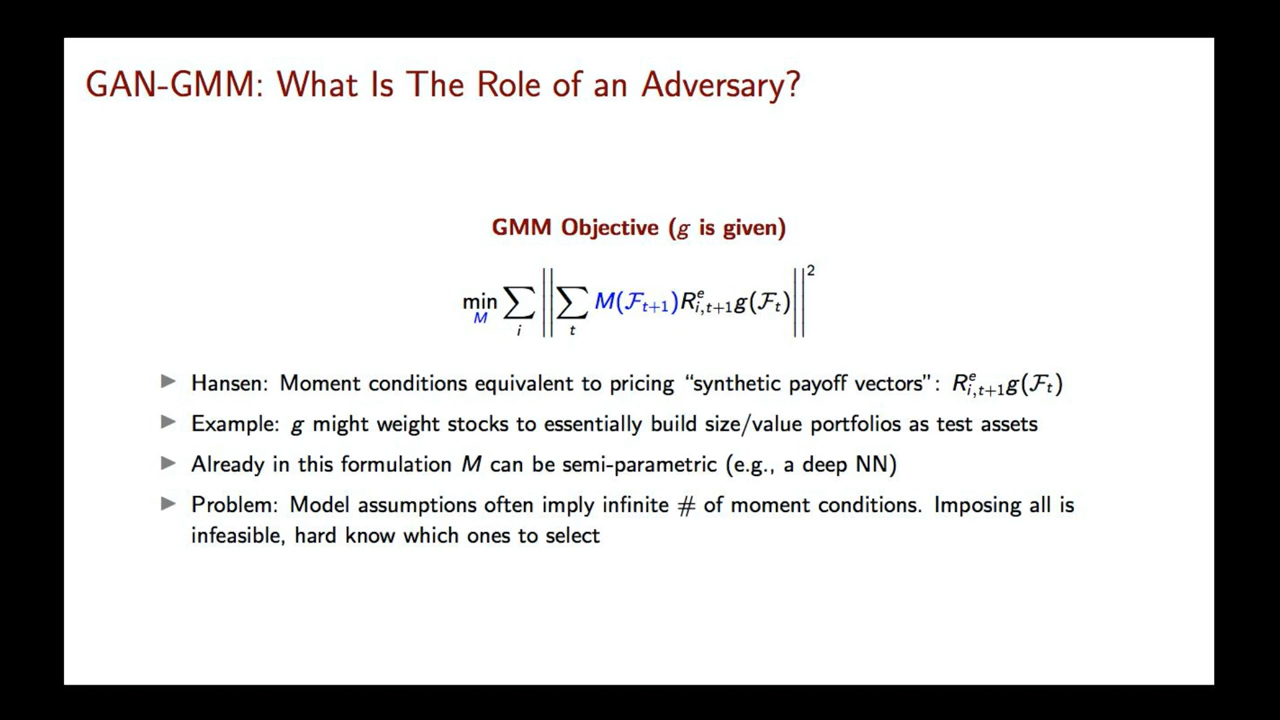 GAN-GMM: What Is The Role of an Adversary?
GMM Objective (g is given)
min_M ∑_i ‖ ∑_t M(𝓕_{t+1})R^e_{i,t+1}g(𝓕_t) ‖^2
▶ Hansen: Moment conditions equivalent to pricing “synthetic payoff vectors”: R^e_{i,t+1}g(𝓕_t)
▶ Example: g might weight stocks to essentially build size/value portfolios as test assets
▶ Already in this formulation M can be semi-parametric (e.g., a deep NN)
▶ Problem: Model assumptions often imply infinite # of moment conditions. Imposing all is
infeasible, hard know which ones to select